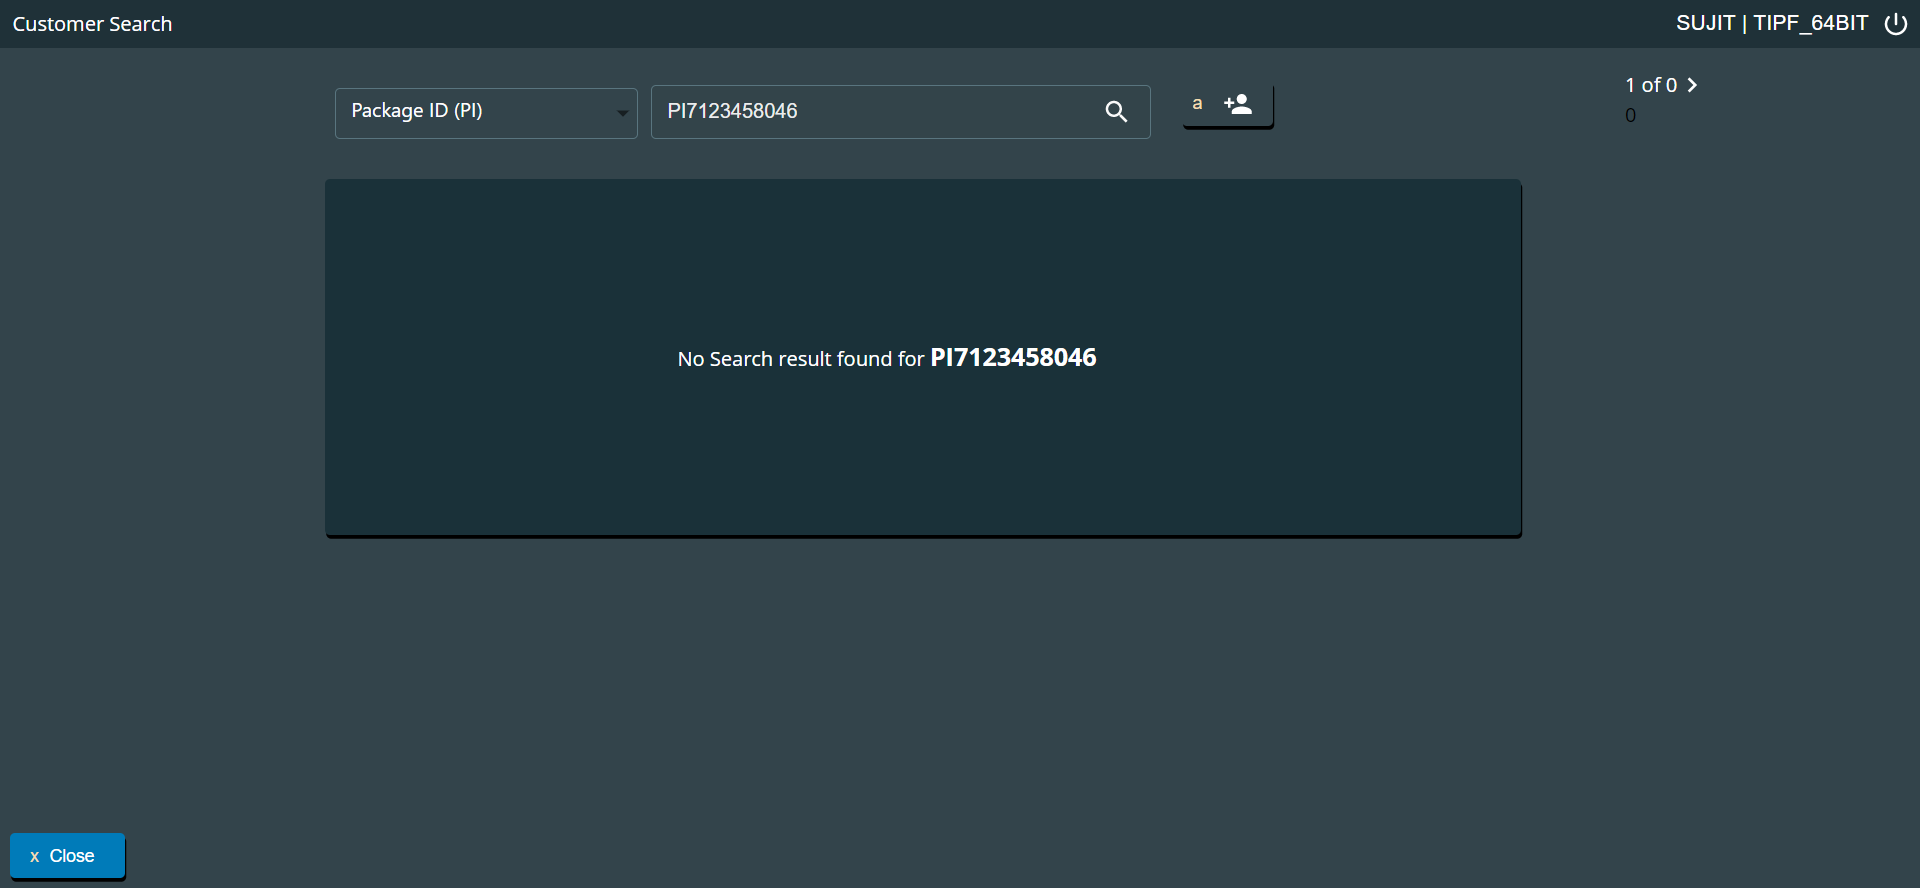 Customer Search
SUJIT | TIPF_64BIT
Package ID (PI)
PI7123458046
a
1 of 0
0
No Search result found for PI7123458046
x Close